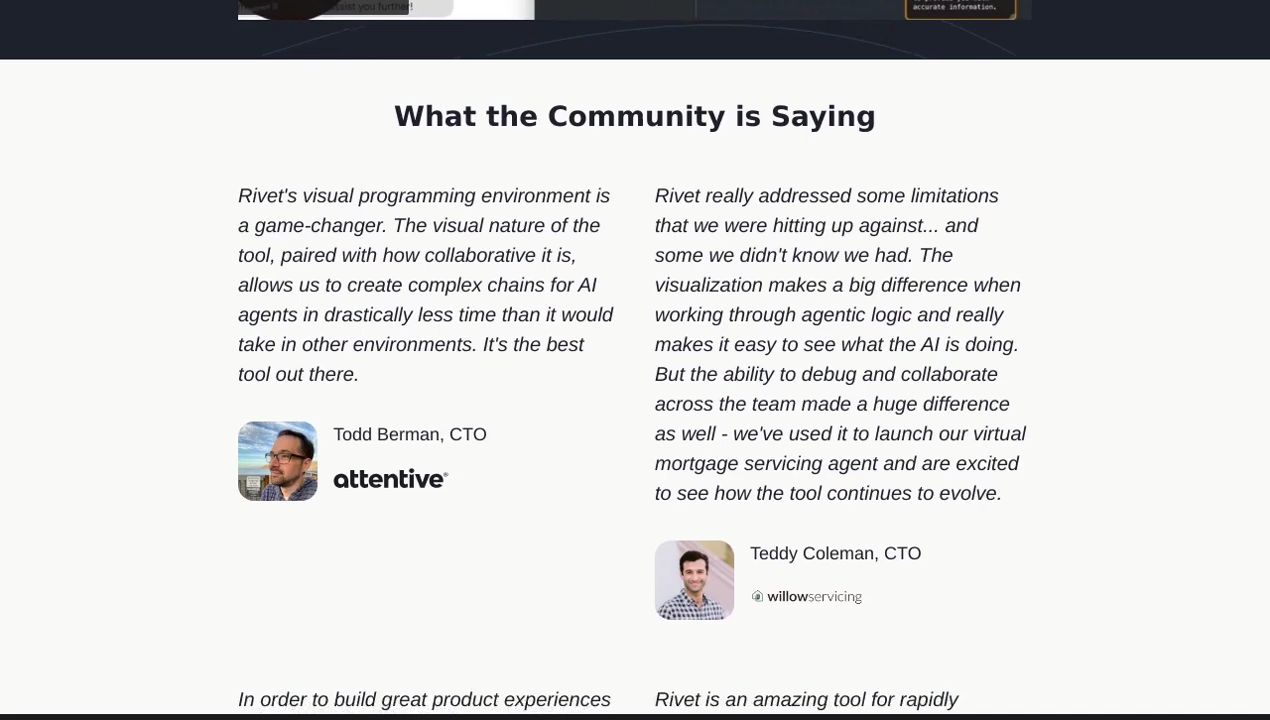 assist you further!
accurate information.
What the Community is Saying
Rivet's visual programming environment is
a game-changer. The visual nature of the
tool, paired with how collaborative it is,
allows us to create complex chains for AI
agents in drastically less time than it would
take in other environments. It's the best
tool out there.
Todd Berman, CTO
attentive®
Rivet really addressed some limitations
that we were hitting up against... and
some we didn't know we had. The
visualization makes a big difference when
working through agentic logic and really
makes it easy to see what the AI is doing.
But the ability to debug and collaborate
across the team made a huge difference
as well - we've used it to launch our virtual
mortgage servicing agent and are excited
to see how the tool continues to evolve.
Teddy Coleman, CTO
willowservicing
In order to build great product experiences
Rivet is an amazing tool for rapidly